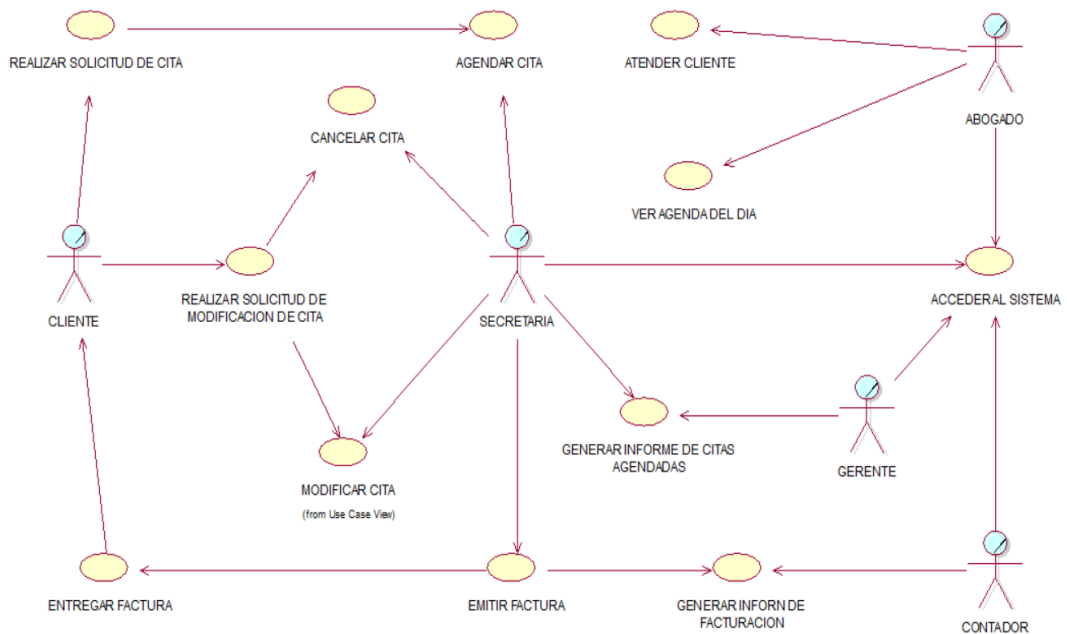 REALIZAR SOLICITUD DE CITA
AGENDAR CITA
ATENDER CLIENTE
ABOGADO
CANCELAR CITA
VER AGENDA DEL DIA
CLIENTE
REALIZAR SOLICITUD DE
MODIFICACION DE CITA
SECRETARIA
ACCEDER AL SISTEMA
GENERAR INFORME DE CITAS
AGENDADAS
GERENTE
MODIFICAR CITA
(from Use Case View)
ENTREGAR FACTURA
EMITIR FACTURA
GENERAR INFORN DE
FACTURACION
CONTADOR